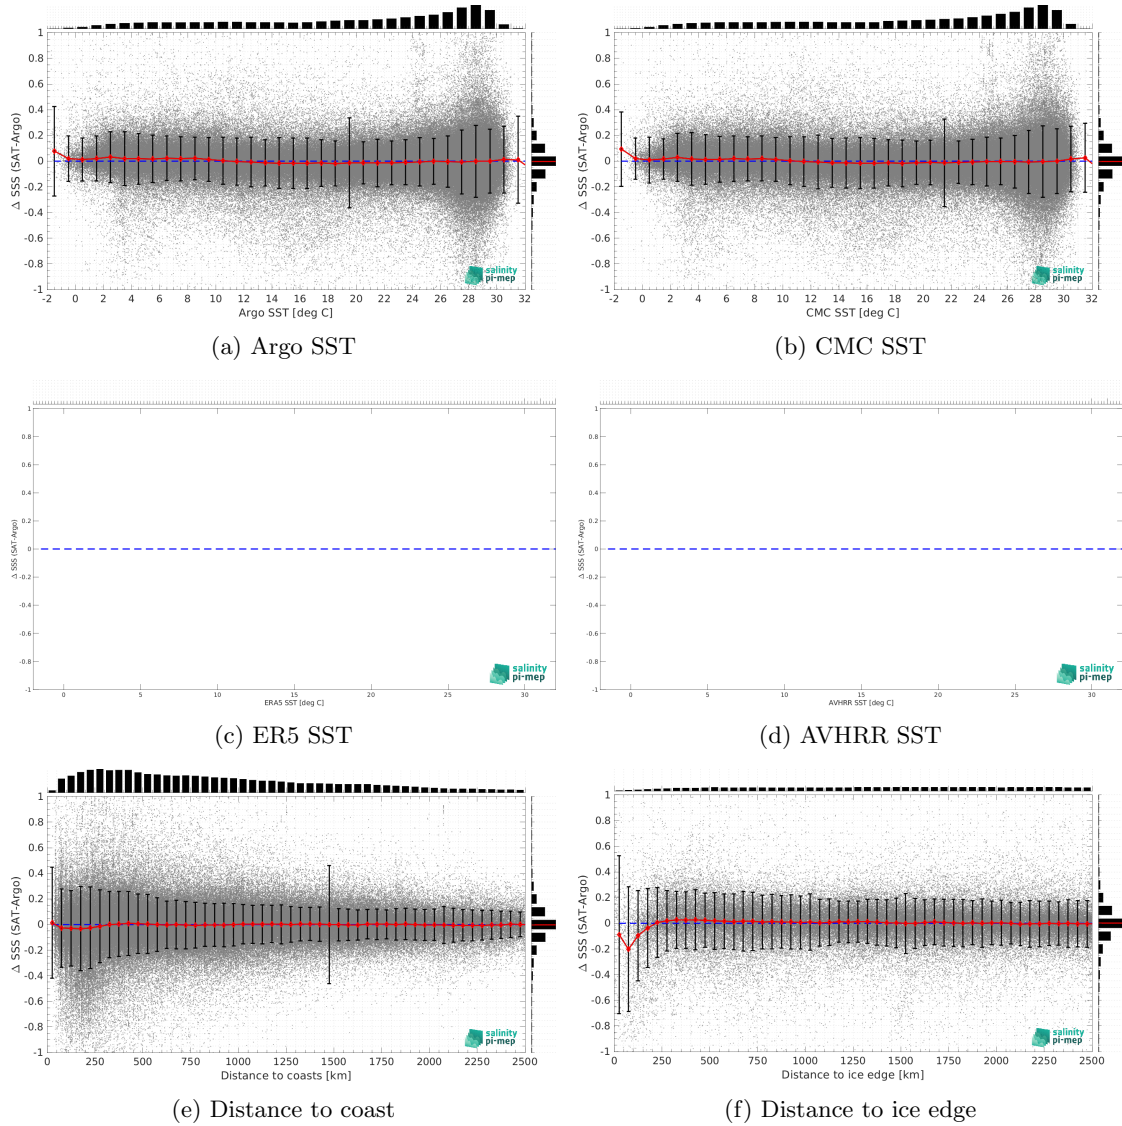 1
0.8
0.6
0.4
0.2
0
-0.2
-0.4
-0.6
-0.8
-1
Δ SSS (SAT-Argo)
-2 0 2 4 6 8 10 12 14 16 18 20 22 24 26 28 30 32
Argo SST [deg C]
salinity
pi-mep
(a) Argo SST
1
0.8
0.6
0.4
0.2
0
-0.2
-0.4
-0.6
-0.8
-1
Δ SSS (SAT-Argo)
-2 0 2 4 6 8 10 12 14 16 18 20 22 24 26 28 30 32
CMC SST [deg C]
salinity
pi-mep
(b) CMC SST
1
0.8
0.6
0.4
0.2
0
-0.2
-0.4
-0.6
-0.8
-1
Δ SSS (SAT-Argo)
0 5 10 15 20 25 30
ERA5 SST [deg C]
salinity
pi-mep
(c) ER5 SST
1
0.8
0.6
0.4
0.2
0
-0.2
-0.4
-0.6
-0.8
-1
Δ SSS (SAT-Argo)
0 5 10 15 20 25 30
AVHRR SST [deg C]
salinity
pi-mep
(d) AVHRR SST
1
0.8
0.6
0.4
0.2
0
-0.2
-0.4
-0.6
-0.8
-1
Δ SSS (SAT-Argo)
0 250 500 750 1000 1250 1500 1750 2000 2250 2500
Distance to coasts [km]
salinity
pi-mep
(e) Distance to coast
1
0.8
0.6
0.4
0.2
0
-0.2
-0.4
-0.6
-0.8
-1
Δ SSS (SAT-Argo)
0 250 500 750 1000 1250 1500 1750 2000 2250 2500
Distance to ice edge [km]
salinity
pi-mep
(f) Distance to ice edge